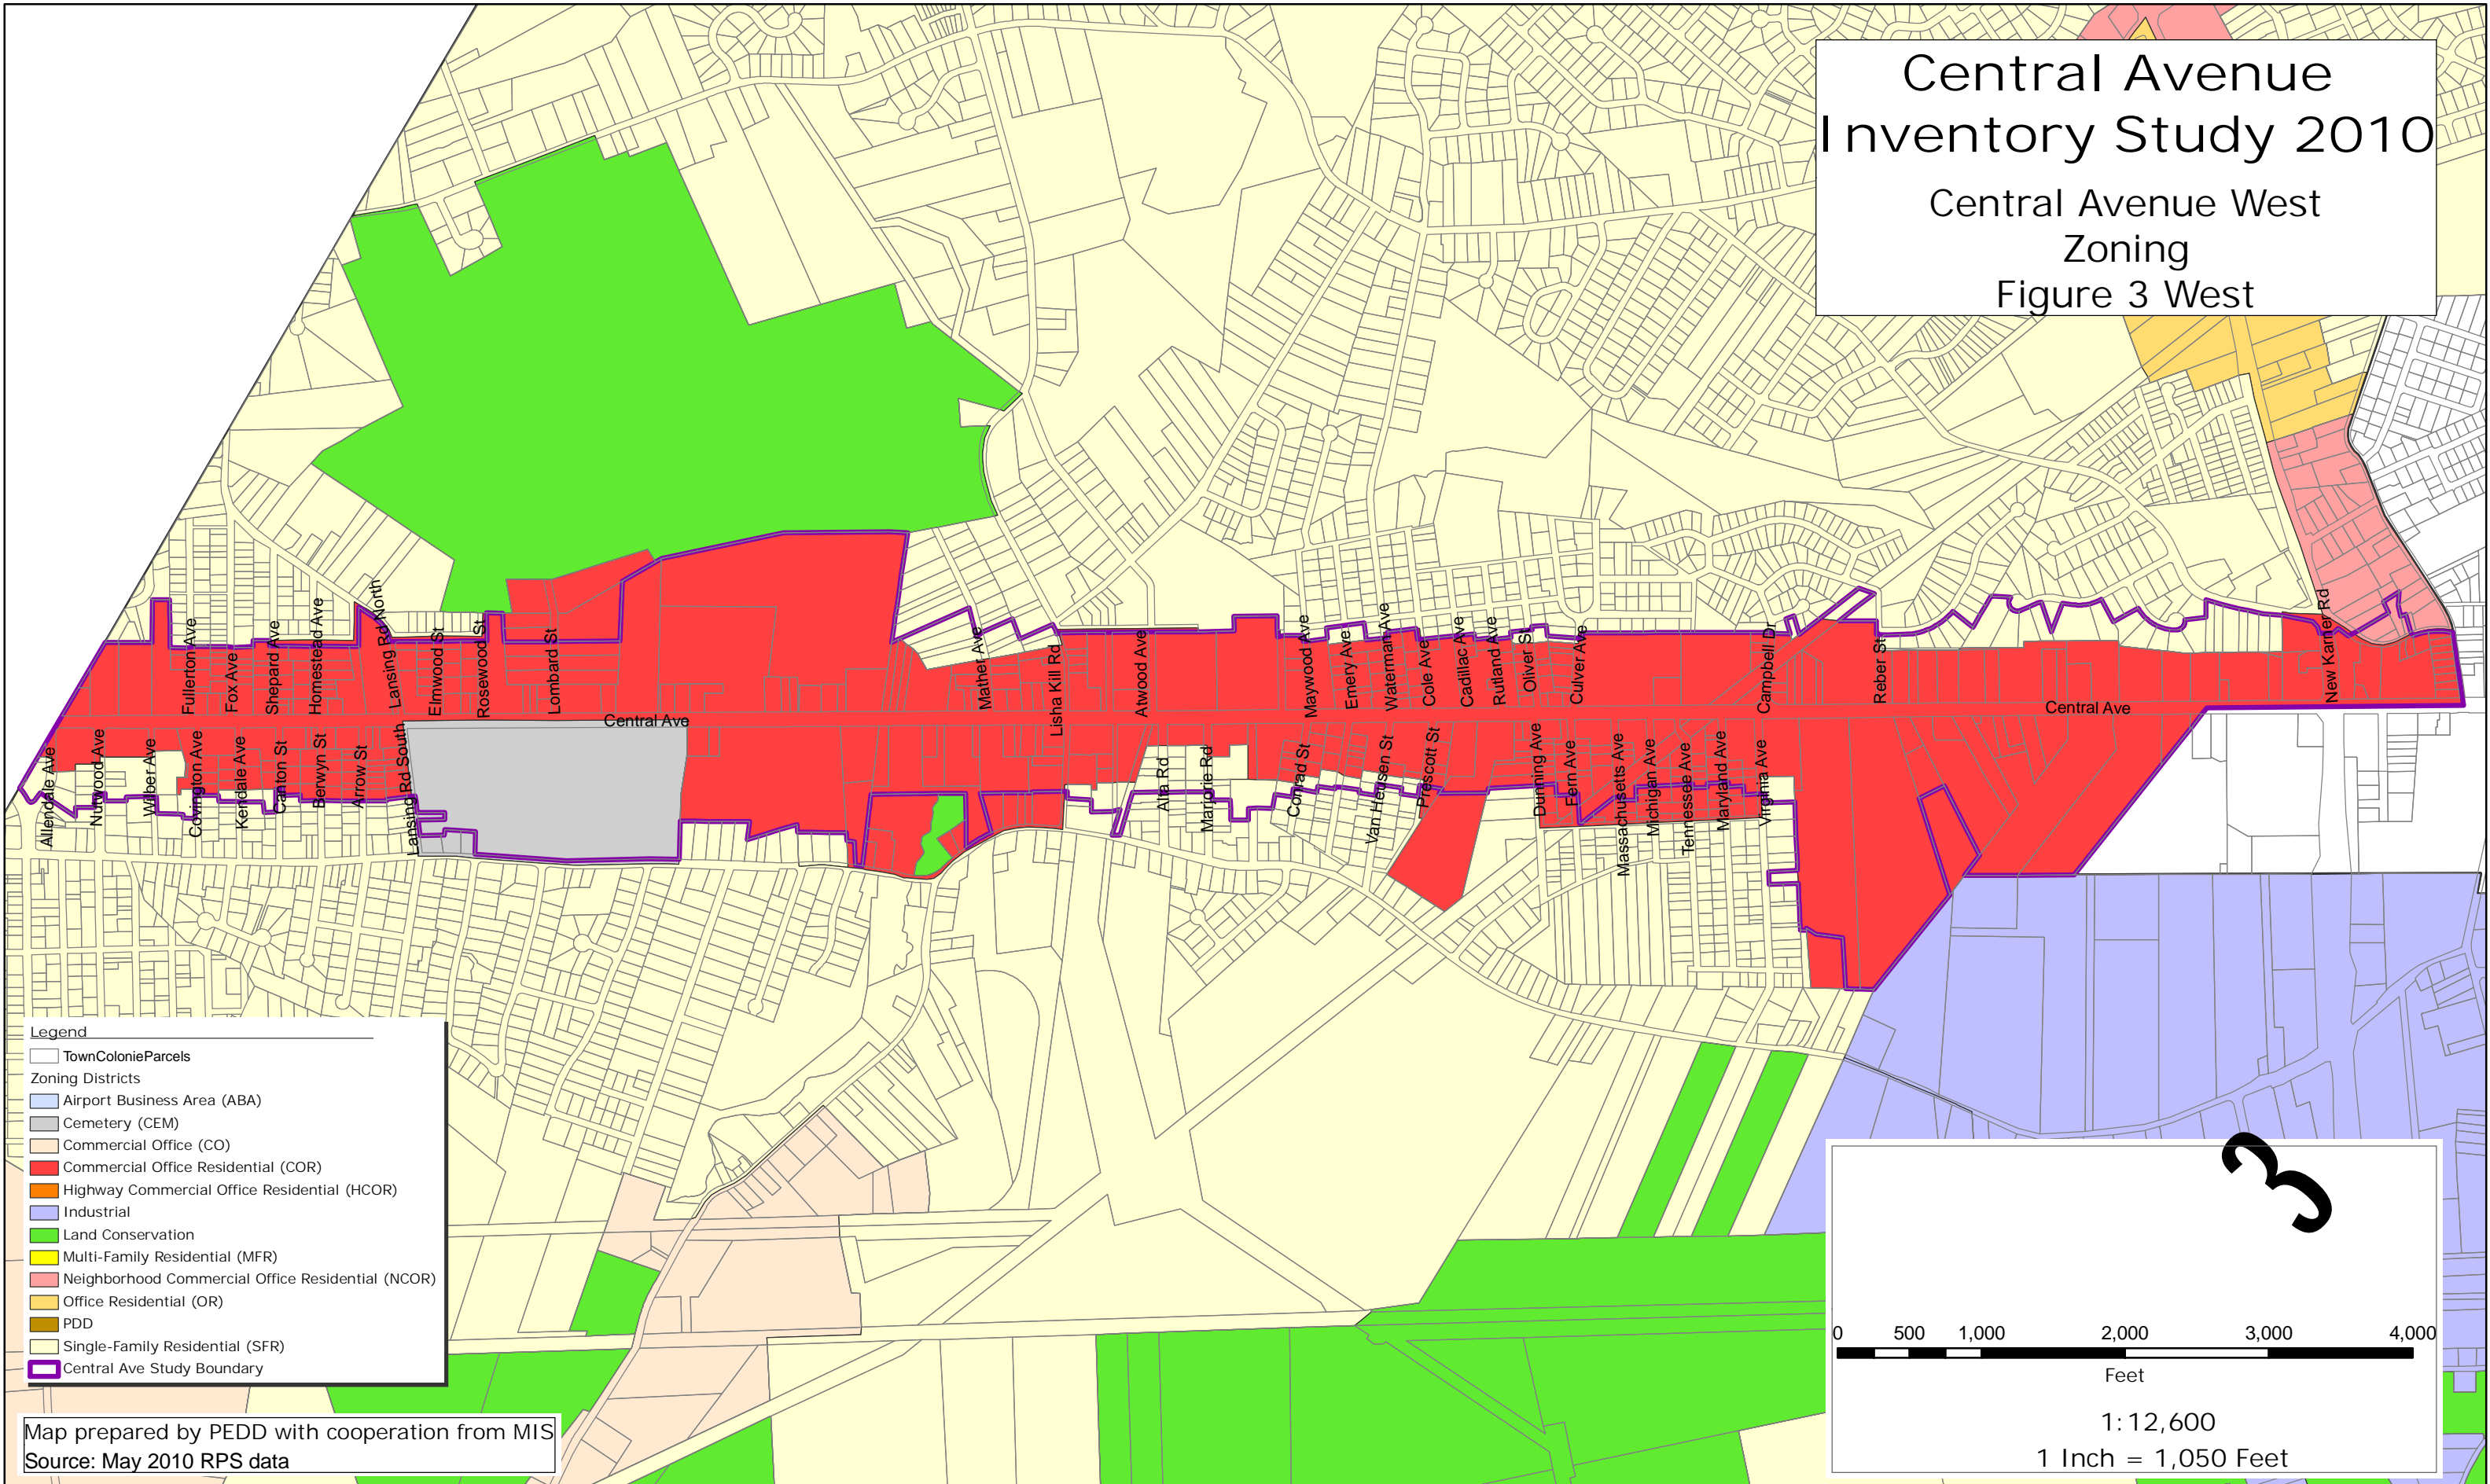 Central Avenue
Inventory Study 2010
Central Avenue West
Zoning
Figure 3 West
Fullerton Ave
Fox Ave
Shepard Ave
Homestead Ave
Lansing Rd North
Elmwood St
Rosewood St
Lombard St
Mather Ave
Lisha Kill Rd
Atwood Ave
Maywood Ave
Emery Ave
Waterman Ave
Cole Ave
Cadillac Ave
Rutland Ave
Oliver St
Culver Ave
Campbell Dr
Reber St
New Karner Rd
Central Ave
Central Ave
Allendale Ave
Nutwood Ave
Wilber Ave
Covington Ave
Kendale Ave
Canton St
Berwyn St
Arrow St
Lansing Rd South
Alta Rd
Marjorie Rd
Conrad St
Van Heusen St
Prescott St
Dunning Ave
Fern Ave
Massachusetts Ave
Michigan Ave
Tennessee Ave
Maryland Ave
Virginia Ave
Legend
TownColonieParcels
Zoning Districts
Airport Business Area (ABA)
Cemetery (CEM)
Commercial Office (CO)
Commercial Office Residential (COR)
Highway Commercial Office Residential (HCOR)
Industrial
Land Conservation
Multi-Family Residential (MFR)
Neighborhood Commercial Office Residential (NCOR)
Office Residential (OR)
PDD
Single-Family Residential (SFR)
Central Ave Study Boundary
Map prepared by PEDD with cooperation from MIS
Source: May 2010 RPS data
3
0 500 1,000 2,000 3,000 4,000
Feet
1:12,600
1 Inch = 1,050 Feet